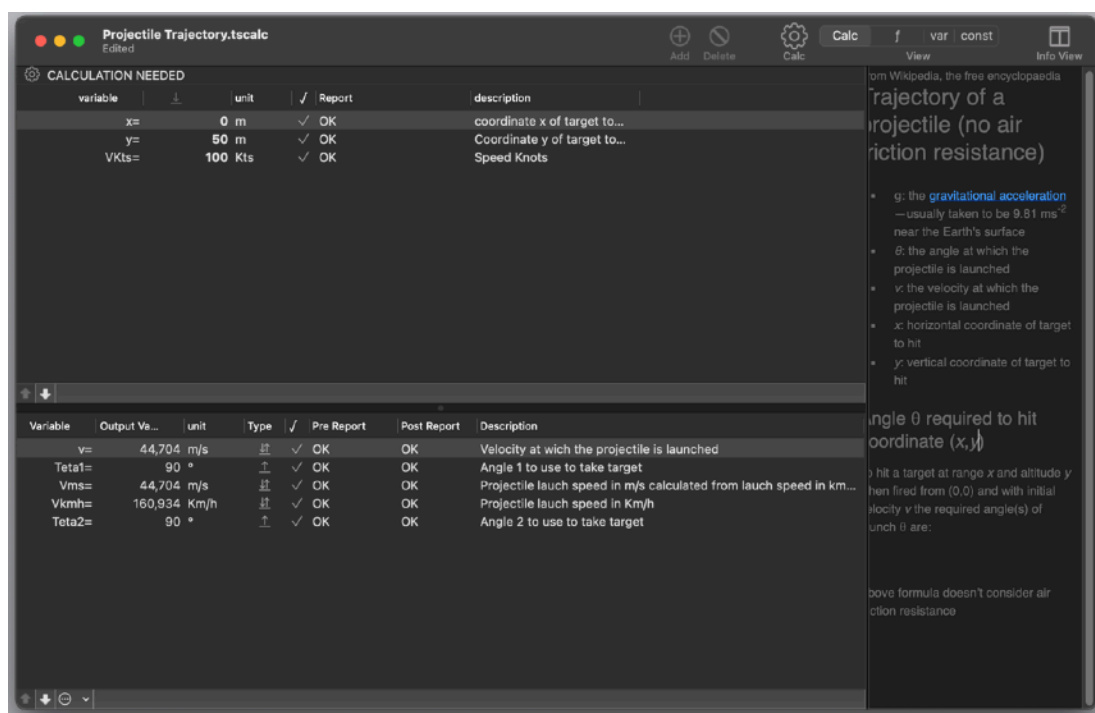 Projectile Trajectory.tscalc
Edited
Add Delete Calc Calc f var const View Info View
CALCULATION NEEDED
variable unit √ Report description
x= 0 m ✓ OK coordinate x of target to...
y= 50 m ✓ OK Coordinate y of target to...
VKts= 100 Kts ✓ OK Speed Knots
Variable Output Va... unit Type √ Pre Report Post Report Description
v= 44,704 m/s ✓ OK OK Velocity at wich the projectile is launched
Teta1= 90 ° ✓ OK OK Angle 1 to use to take target
Vms= 44,704 m/s ✓ OK OK Projectile lauch speed in m/s calculated from lauch speed in km...
Vkmh= 160,934 Km/h ✓ OK OK Projectile lauch speed in Km/h
Teta2= 90 ° ✓ OK OK Angle 2 to use to take target
om Wikipedia, the free encyclopaedia
rajectory of a
rojectile (no air
riction resistance)
▪ g: the gravitational acceleration
—usually taken to be 9.81 ms⁻²
near the Earth's surface
▪ θ: the angle at which the
projectile is launched
▪ v: the velocity at which the
projectile is launched
▪ x: horizontal coordinate of target
to hit
▪ y: vertical coordinate of target to
hit
ngle θ required to hit
oordinate (x,y)
o hit a target at range x and altitude y
hen fired from (0,0) and with initial
elocity v the required angle(s) of
unch θ are:
bove formula doesn't consider air
ction resistance